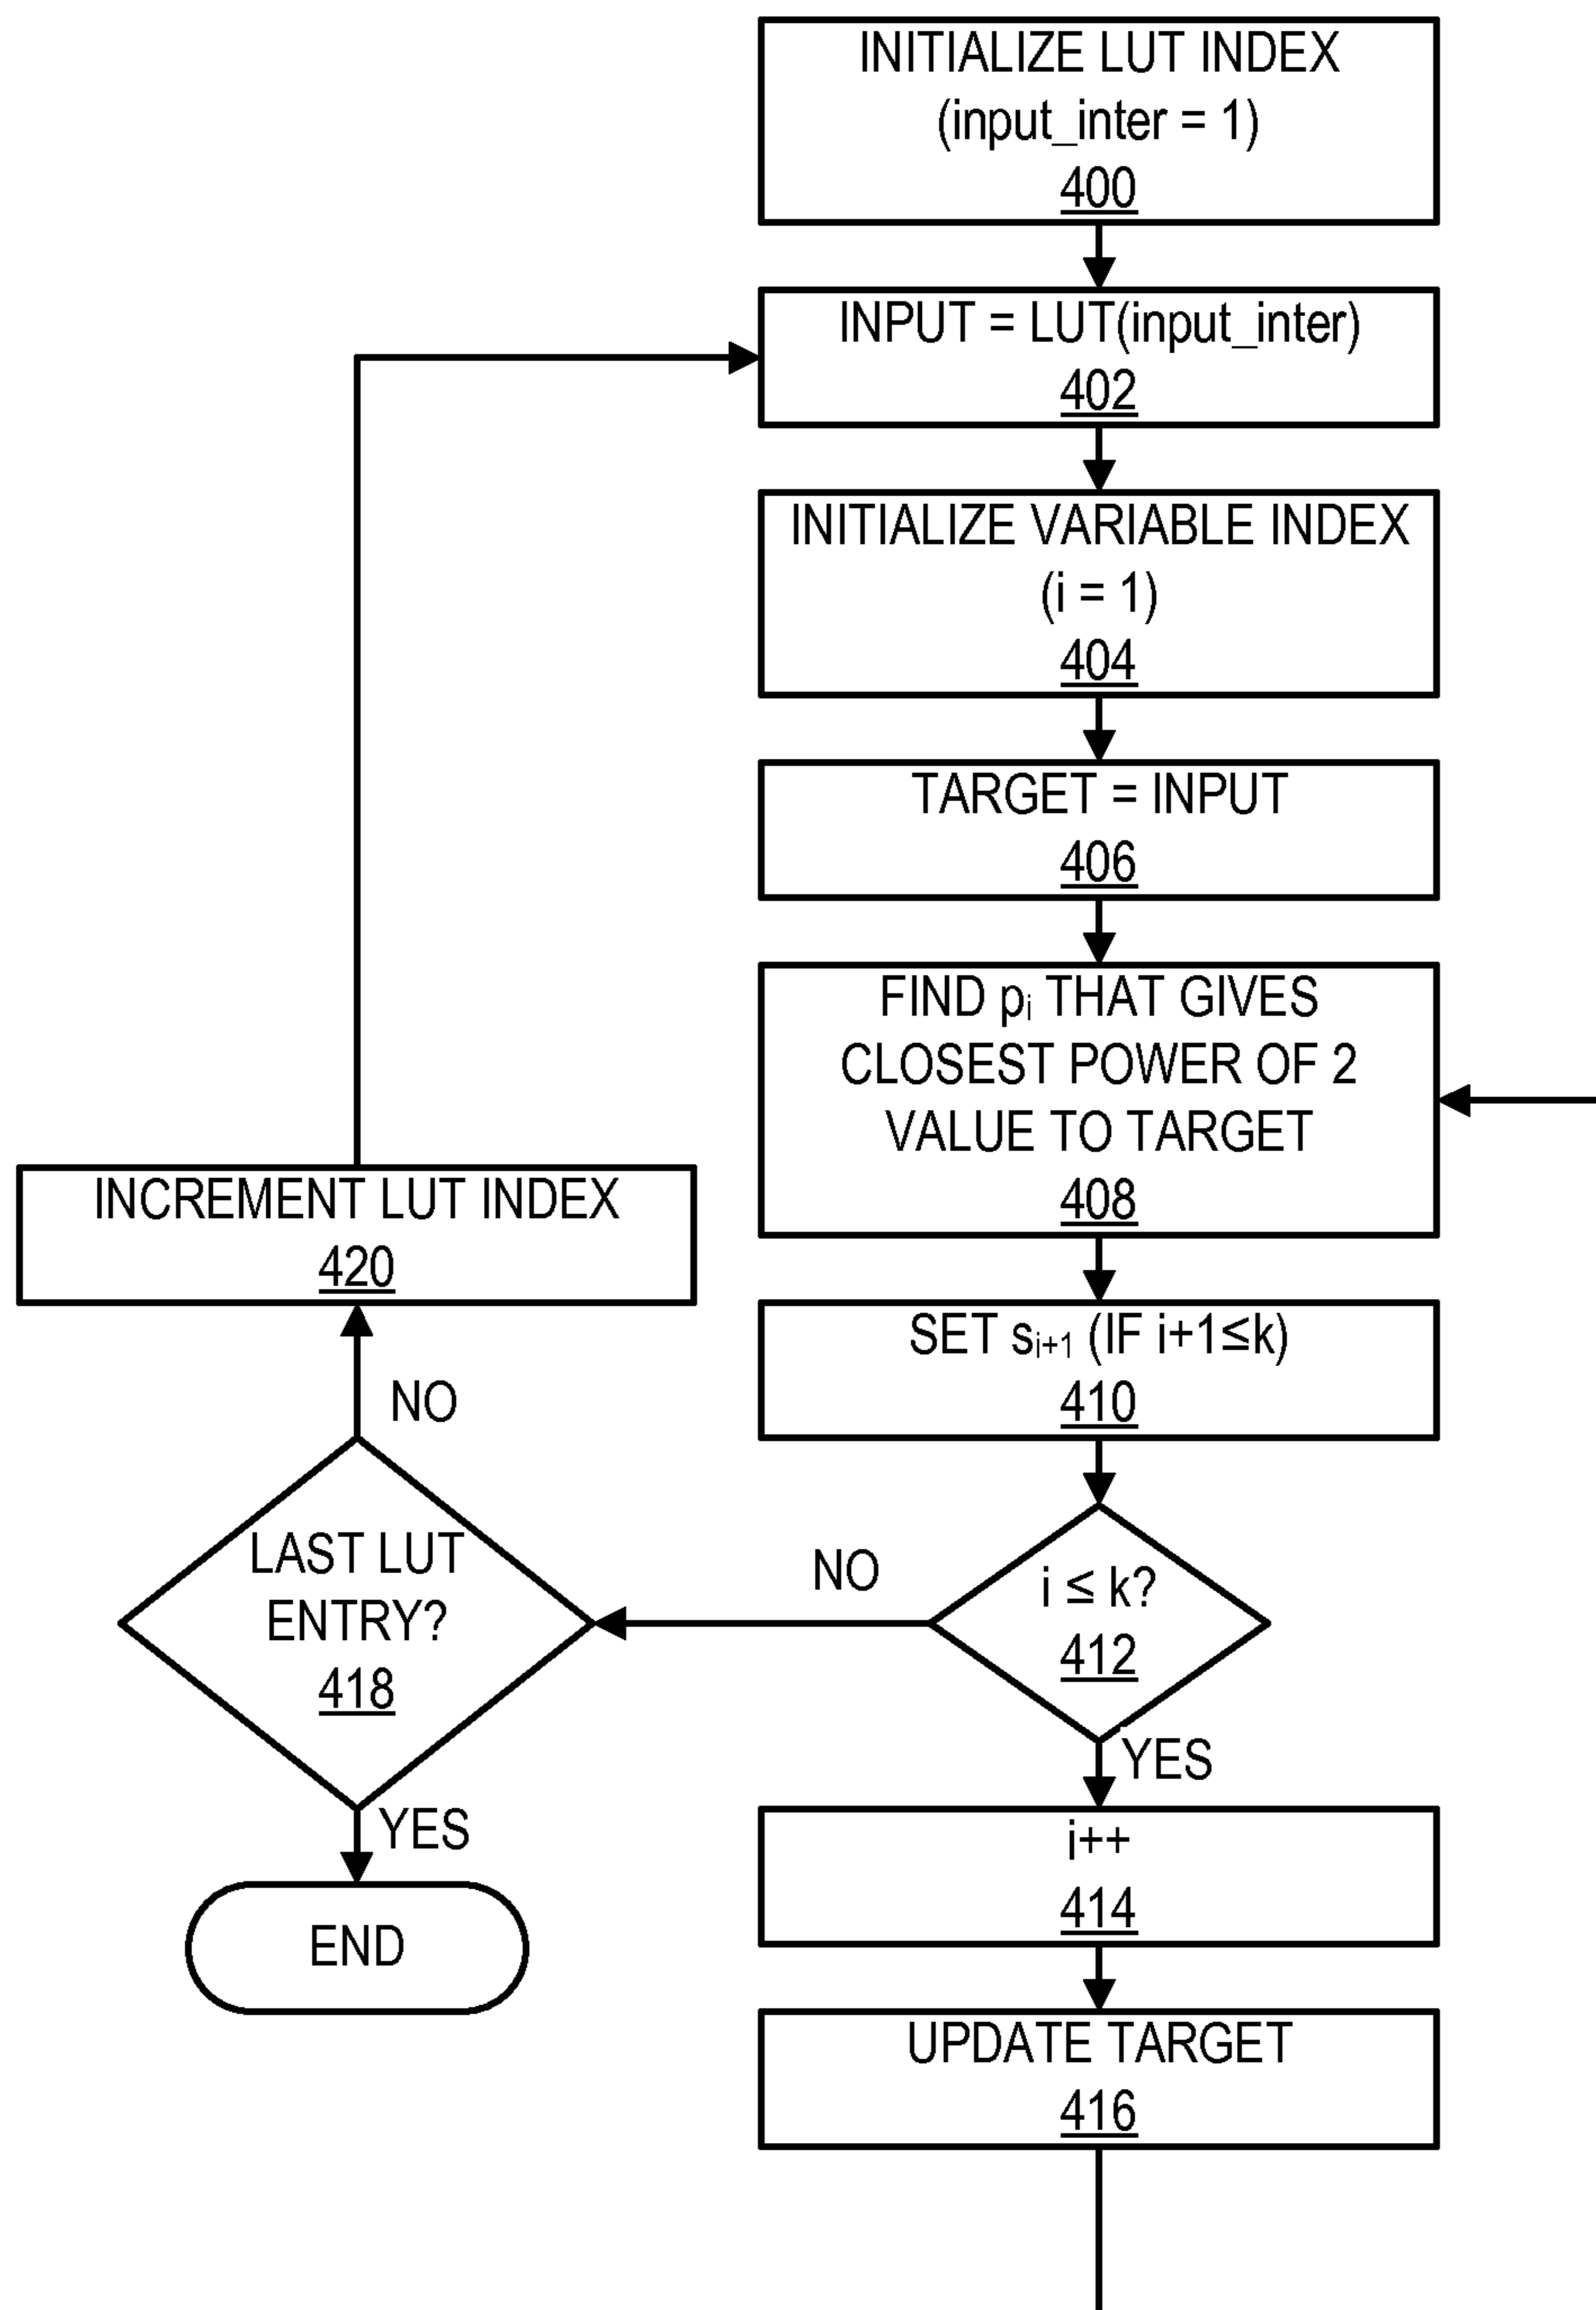 INITIALIZE LUT INDEX
(input_inter = 1)
400
INPUT = LUT(input_inter)
402
INITIALIZE VARIABLE INDEX
(i = 1)
404
TARGET = INPUT
406
FIND pi THAT GIVES
CLOSEST POWER OF 2
VALUE TO TARGET
408
INCREMENT LUT INDEX
420
SET si+1 (IF i+1≤k)
410
NO
LAST LUT
ENTRY?
418
NO
i ≤ k?
412
YES
YES
i++
414
END
UPDATE TARGET
416